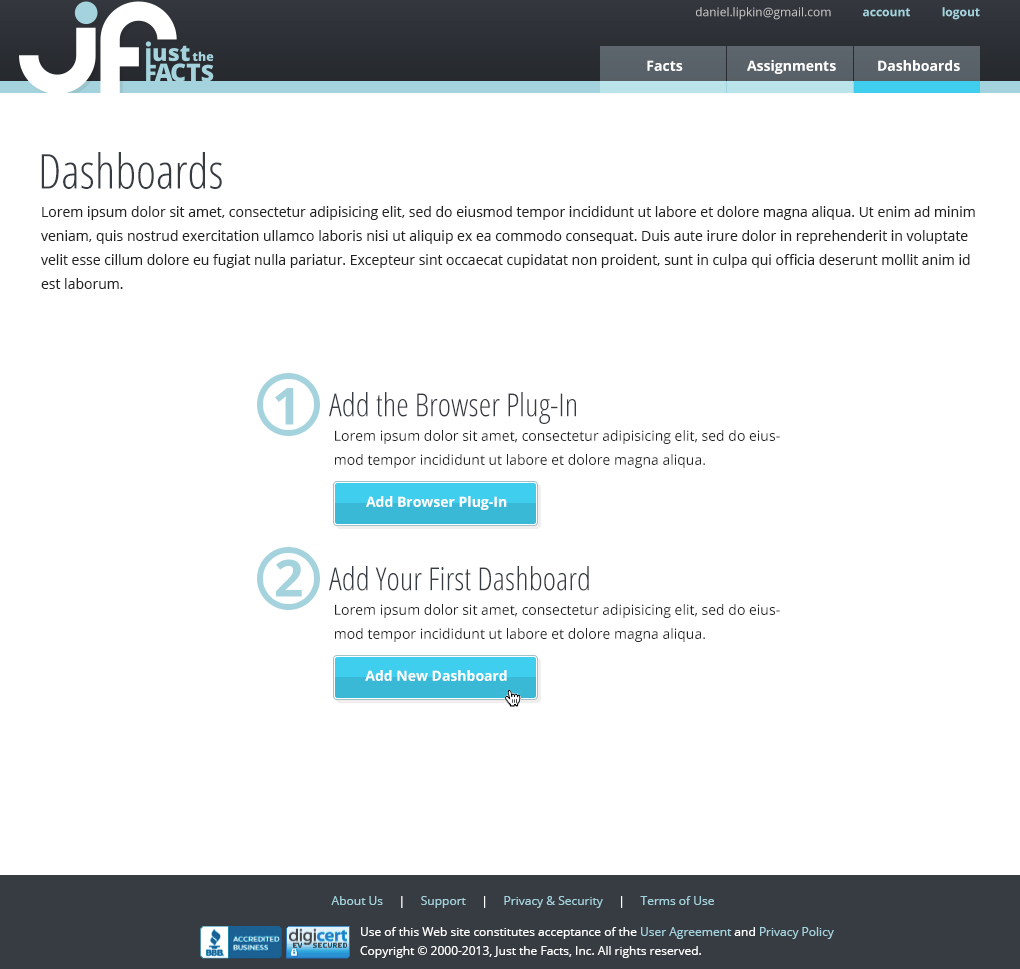 daniel.lipkin@gmail.com account logout
jf just the FACTS
Facts Assignments Dashboards
Dashboards
Lorem ipsum dolor sit amet, consectetur adipisicing elit, sed do eiusmod tempor incididunt ut labore et dolore magna aliqua. Ut enim ad minim
veniam, quis nostrud exercitation ullamco laboris nisi ut aliquip ex ea commodo consequat. Duis aute irure dolor in reprehenderit in voluptate
velit esse cillum dolore eu fugiat nulla pariatur. Excepteur sint occaecat cupidatat non proident, sunt in culpa qui officia deserunt mollit anim id
est laborum.
1 Add the Browser Plug-In
Lorem ipsum dolor sit amet, consectetur adipisicing elit, sed do eius-
mod tempor incididunt ut labore et dolore magna aliqua.
Add Browser Plug-In
2 Add Your First Dashboard
Lorem ipsum dolor sit amet, consectetur adipisicing elit, sed do eius-
mod tempor incididunt ut labore et dolore magna aliqua.
Add New Dashboard
About Us | Support | Privacy & Security | Terms of Use
BBB ACCREDITED BUSINESS
digicert EV SECURED
Use of this Web site constitutes acceptance of the User Agreement and Privacy Policy
Copyright © 2000-2013, Just the Facts, Inc. All rights reserved.